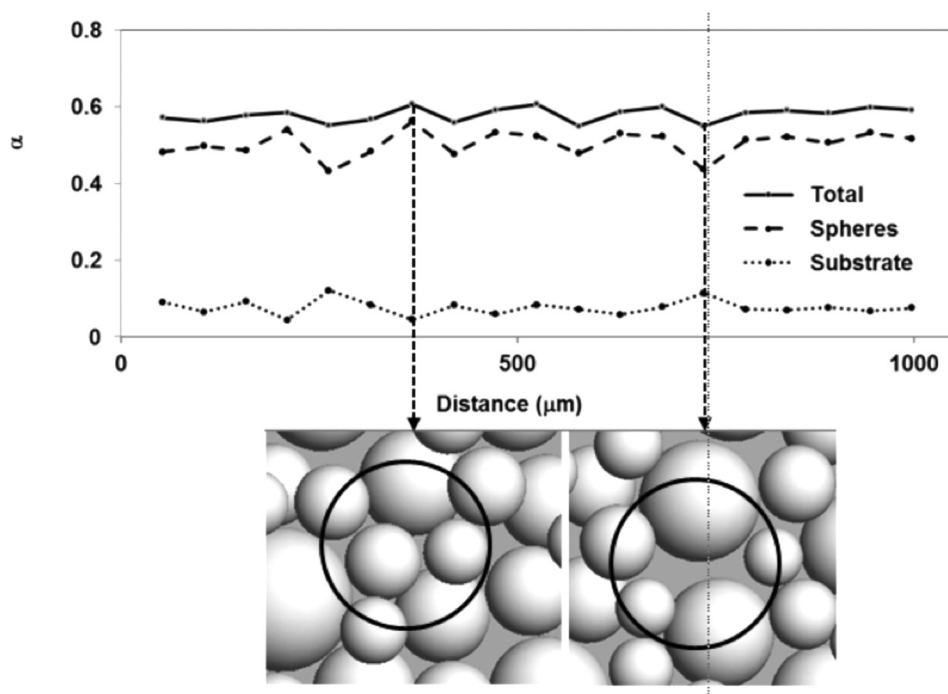 0.8
0.6
α
0.4
0.2
0
Total
Spheres
Substrate
0
500
1000
Distance (μm)